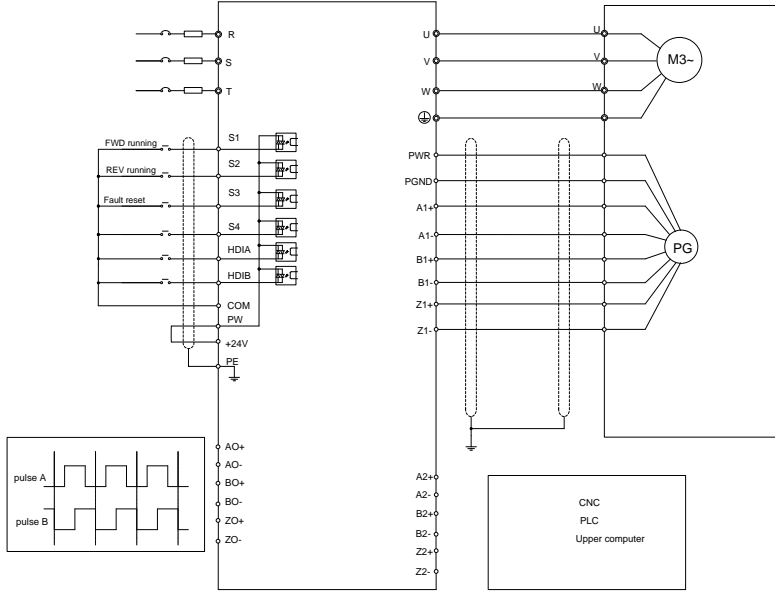 R
S
T
FWD running
REV running
Fault reset
S1
S2
S3
S4
HDIA
HDIB
COM
PW
+24V
PE
AO+
AO-
BO+
BO-
ZO+
ZO-
pulse A
pulse B
U
V
W
PWR
PGND
A1+
A1-
B1+
B1-
Z1+
Z1-
A2+
A2-
B2+
B2-
Z2+
Z2-
U
V
W
M3~
PG
CNC
PLC
Upper computer